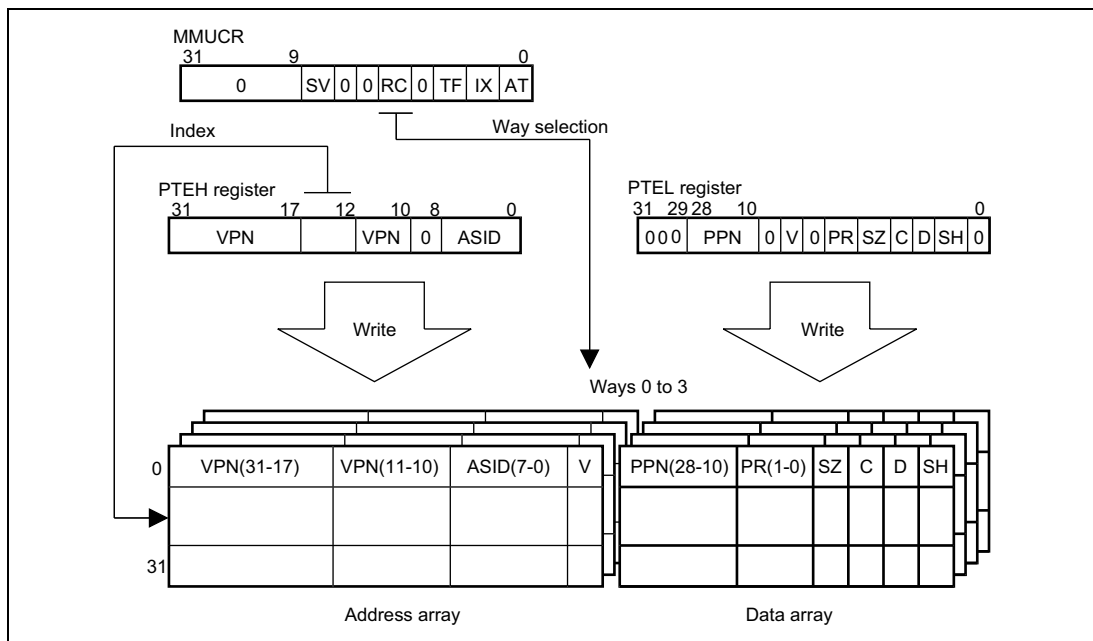 MMUCR
31 9 0
0 SV 0 0 RC 0 TF IX AT
Index
Way selection
PTEH register
31 17 12 10 8 0
VPN VPN 0 ASID
PTEL register
31 29 28 10 0
0 0 0 PPN 0 V 0 PR SZ C D SH 0
Write
Write
Ways 0 to 3
0 VPN(31-17) VPN(11-10) ASID(7-0) V
PPN(28-10) PR(1-0) SZ C D SH
31
Address array
Data array